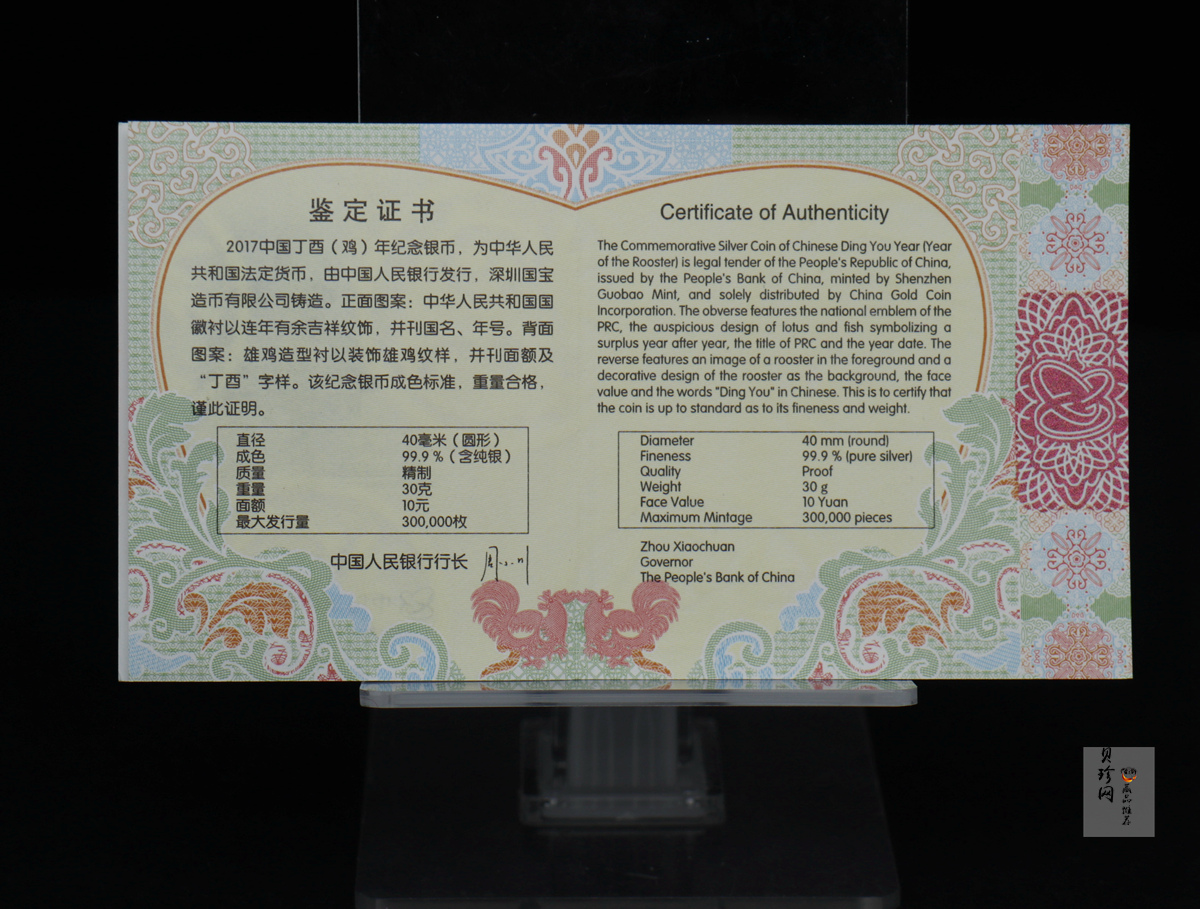 鉴定证书
2017中国丁酉（鸡）年纪念银币，为中华人民
共和国法定货币，由中国人民银行发行，深圳国宝
造币有限公司铸造。正面图案：中华人民共和国国
徽衬以连年有余吉祥纹饰，并刊国名、年号。背面
图案：雄鸡造型衬以装饰雄鸡纹样，并刊面额及
“丁酉”字样。该纪念银币成色标准，重量合格，
谨此证明。
直径 40毫米（圆形）
成色 99.9 %（含纯银）
质量 精制
重量 30克
面额 10元
最大发行量 300,000枚
中国人民银行行长
Certificate of Authenticity
The Commemorative Silver Coin of Chinese Ding You Year (Year
of the Rooster) is legal tender of the People's Republic of China,
issued by the People's Bank of China, minted by Shenzhen
Guobao Mint, and solely distributed by China Gold Coin
Incorporation. The obverse features the national emblem of the
PRC, the auspicious design of lotus and fish symbolizing a
surplus year after year, the title of PRC and the year date. The
reverse features an image of a rooster in the foreground and a
decorative design of the rooster as the background, the face
value and the words "Ding You" in Chinese. This is to certify that
the coin is up to standard as to its fineness and weight.
Diameter 40 mm (round)
Fineness 99.9 % (pure silver)
Quality Proof
Weight 30 g
Face Value 10 Yuan
Maximum Mintage 300,000 pieces
Zhou Xiaochuan
Governor
The People's Bank of China
贝珍网
藏品推荐